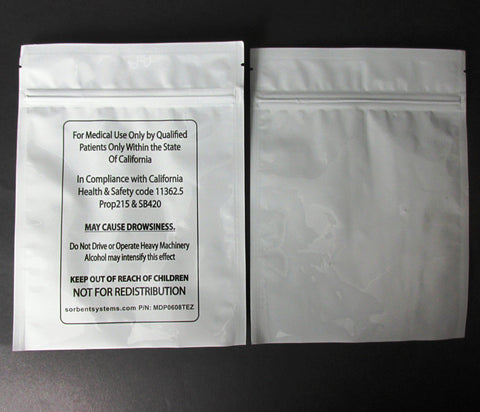 For Medical Use Only by Qualified
Patients Only Within the State
Of California
In Compliance with California
Health & Safety code 11362.5
Prop215 & SB420
MAY CAUSE DROWSINESS.
Do Not Drive or Operate Heavy Machinery
Alcohol may intensify this effect
KEEP OUT OF REACH OF CHILDREN
NOT FOR REDISTRIBUTION
sorbentsystems.com P/N: MDP0608TEZ